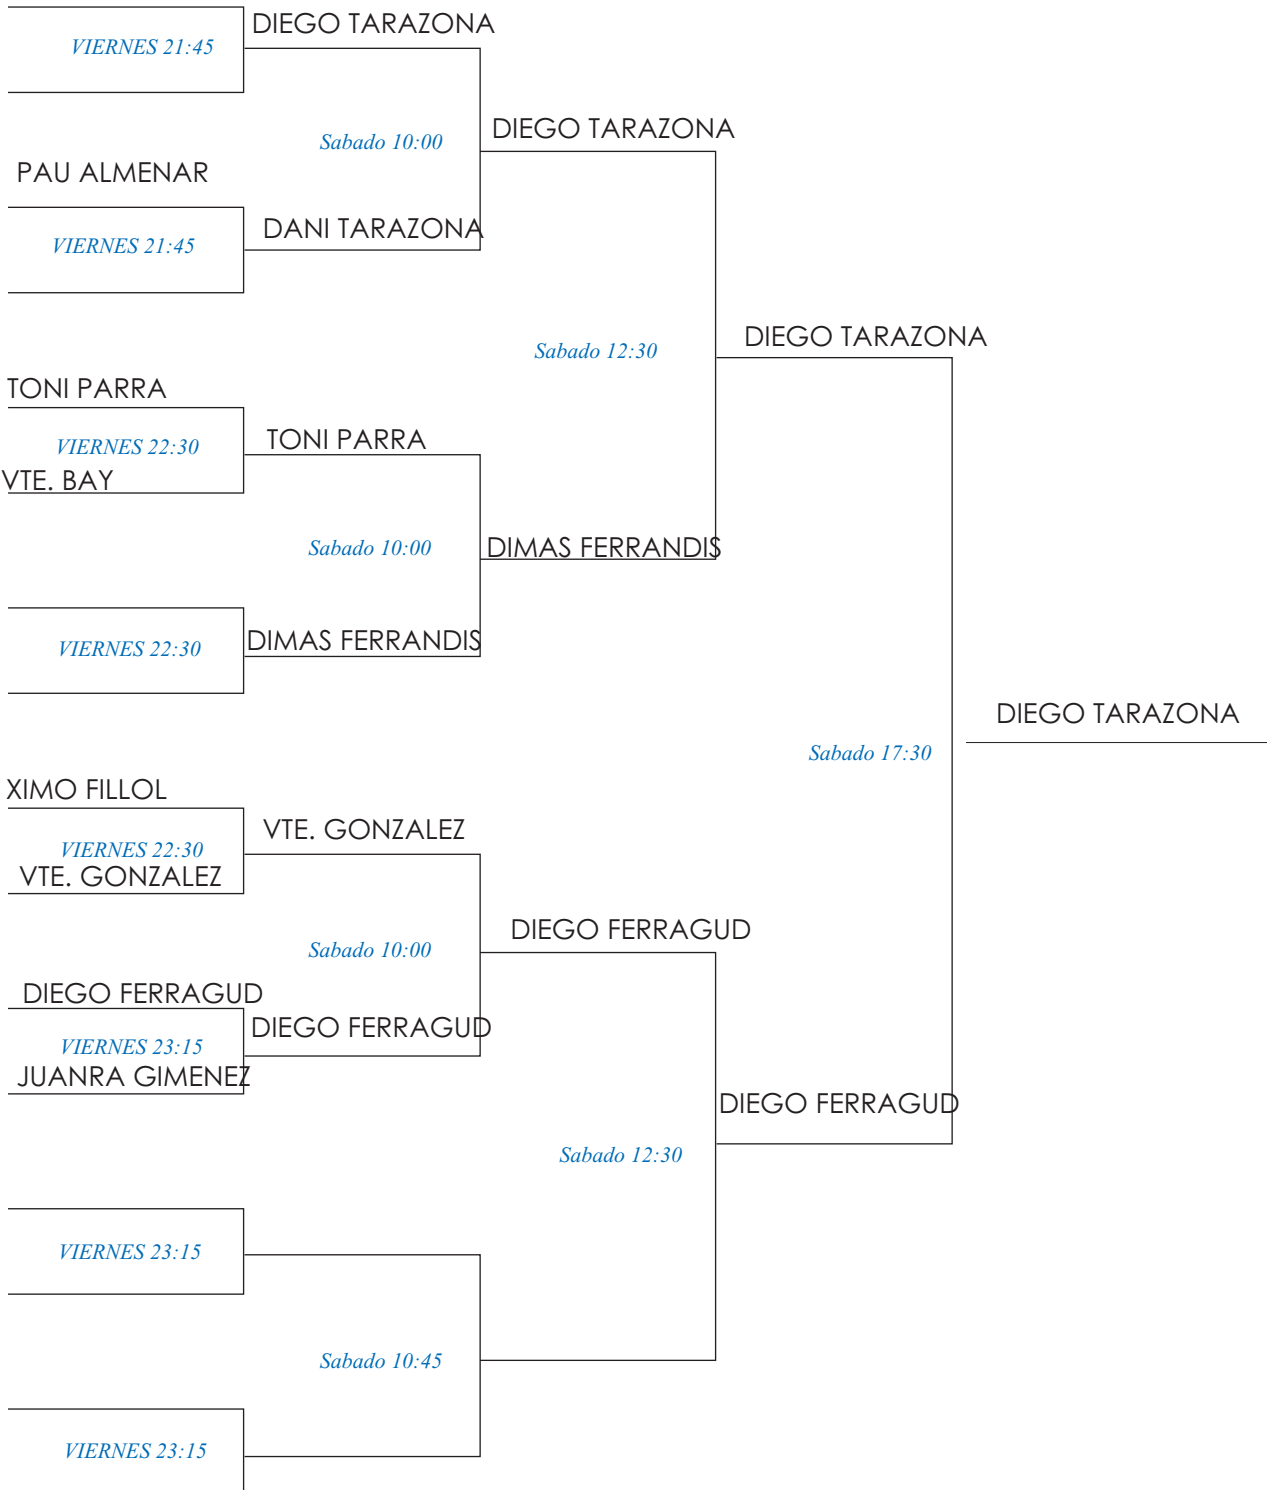 DIEGO TARAZONA
VIERNES 21:45
DIEGO TARAZONA
Sabado 10:00
PAU ALMENAR
DANI TARAZONA
VIERNES 21:45
DIEGO TARAZONA
Sabado 12:30
TONI PARRA
TONI PARRA
VIERNES 22:30
VTE. BAY
Sabado 10:00
DIMAS FERRANDIS
DIMAS FERRANDIS
VIERNES 22:30
DIEGO TARAZONA
Sabado 17:30
XIMO FILLOL
VTE. GONZALEZ
VIERNES 22:30
VTE. GONZALEZ
DIEGO FERRAGUD
Sabado 10:00
DIEGO FERRAGUD
DIEGO FERRAGUD
VIERNES 23:15
JUANRA GIMENEZ
DIEGO FERRAGUD
Sabado 12:30
VIERNES 23:15
Sabado 10:45
VIERNES 23:15